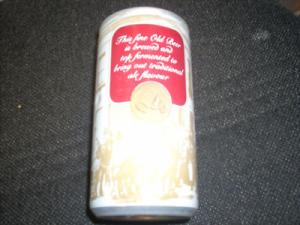 This fine Old Beer
is brewed and
top fermented to
bring out traditional
ale flavour